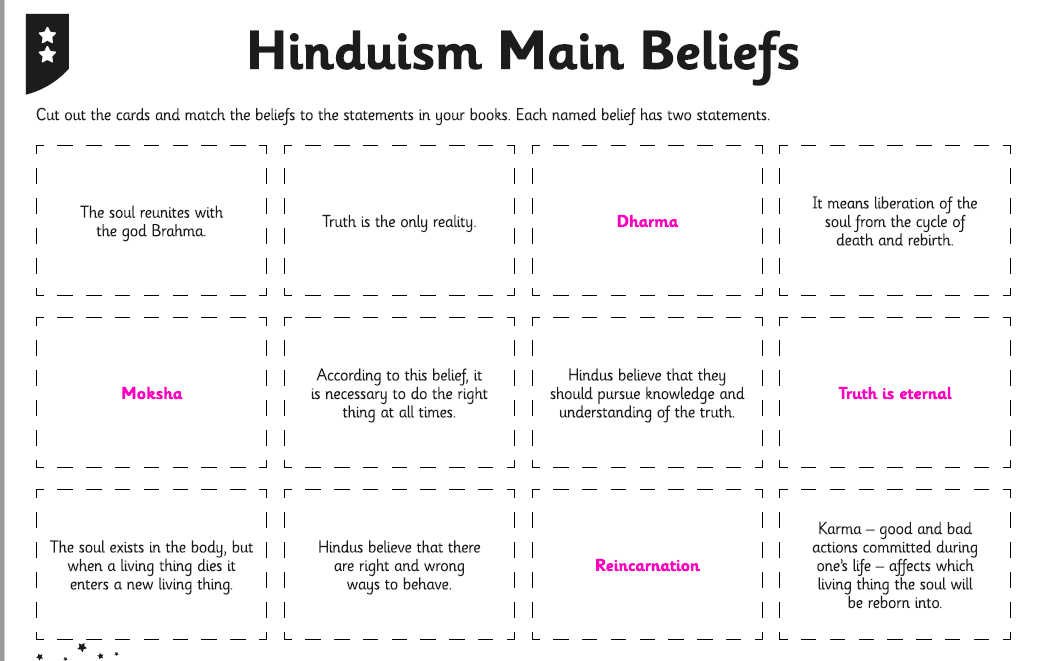 Hinduism Main Beliefs
Cut out the cards and match the beliefs to the statements in your books. Each named belief has two statements.
The soul reunites with
the god Brahma.
Truth is the only reality.
Dharma
It means liberation of the
soul from the cycle of
death and rebirth.
Moksha
According to this belief, it
is necessary to do the right
thing at all times.
Hindus believe that they
should pursue knowledge and
understanding of the truth.
Truth is eternal
The soul exists in the body, but
when a living thing dies it
enters a new living thing.
Hindus believe that there
are right and wrong
ways to behave.
Reincarnation
Karma – good and bad
actions committed during
one's life – affects which
living thing the soul will
be reborn into.